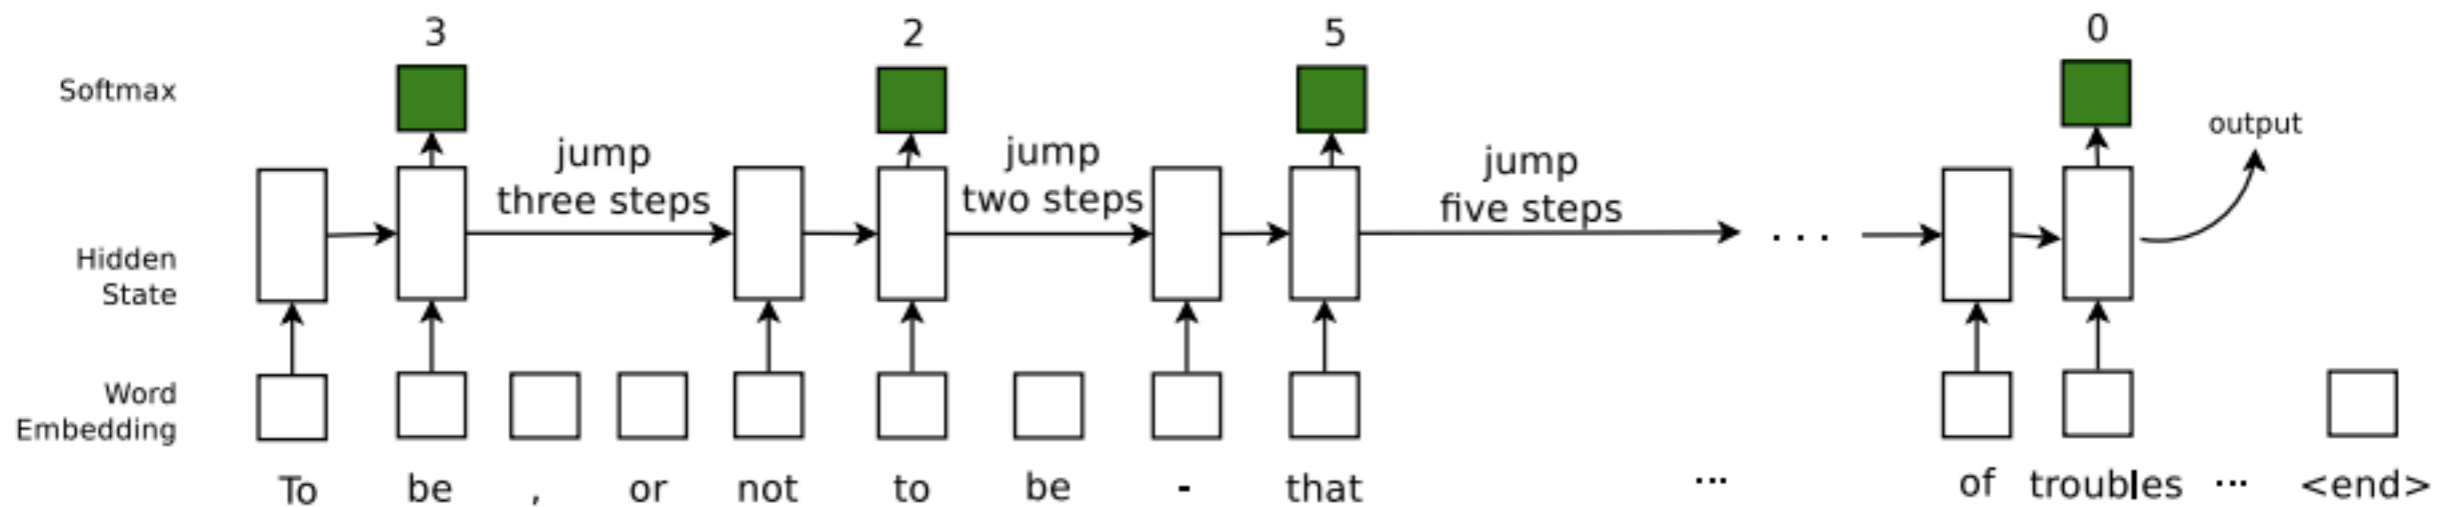 3 2 5 0
Softmax
output
jump
three steps
jump
two steps
jump
five steps
. . .
Hidden
State
Word
Embedding
To be , or not to be - that ... of troubles ... <end>